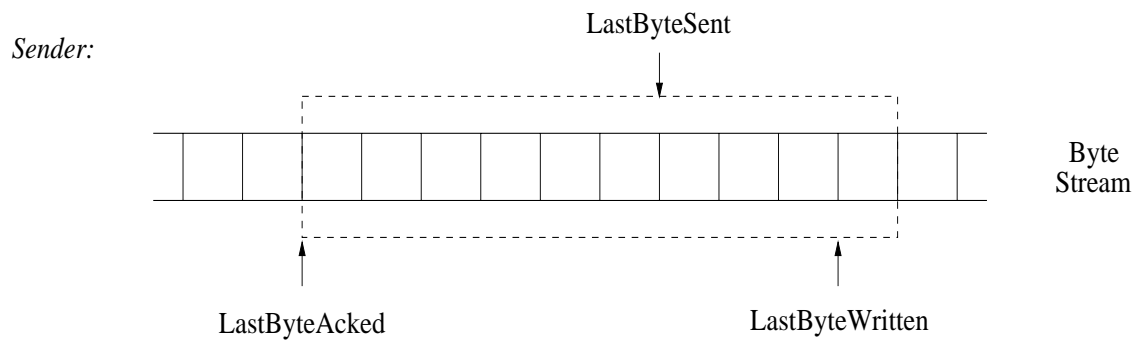 LastByteSent
Sender:
Byte
Stream
LastByteAcked
LastByteWritten